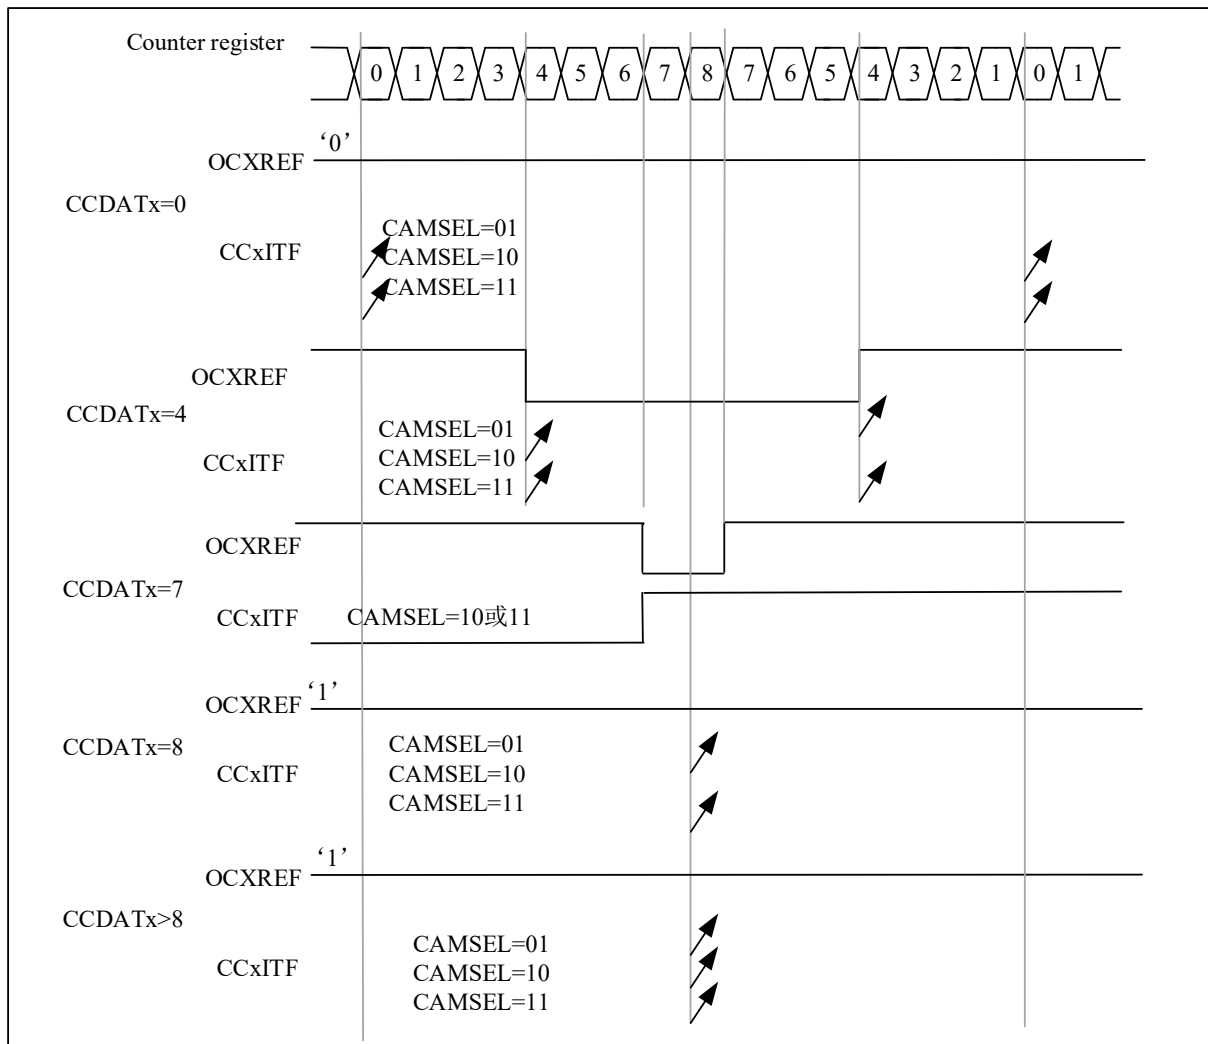 Counter register
0 1 2 3 4 5 6 7 8 7 6 5 4 3 2 1 0 1
‘0’
OCXREF
CCDATx=0
CAMSEL=01
CCxITF
CAMSEL=10
CAMSEL=11
OCXREF
CCDATx=4
CAMSEL=01
CCxITF
CAMSEL=10
CAMSEL=11
OCXREF
CCDATx=7
CCxITF
CAMSEL=10或11
‘1’
OCXREF
CCDATx=8
CAMSEL=01
CCxITF
CAMSEL=10
CAMSEL=11
‘1’
OCXREF
CCDATx>8
CAMSEL=01
CCxITF
CAMSEL=10
CAMSEL=11